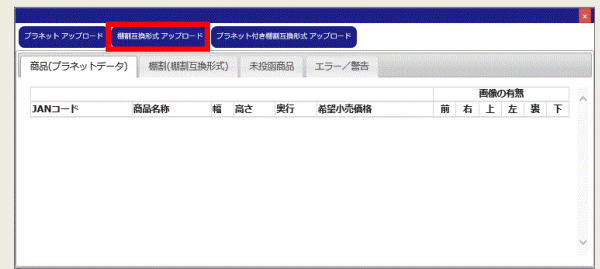 プラネット アップロード 棚割互換形式 アップロード プラネット付き棚割互換形式 アップロード
商品(プラネットデータ) 棚割(棚割互換形式) 未投函商品 エラー／警告
画像の有無
JANコード 商品名称 幅 高さ 奥行 希望小売価格 前 右 上 左 裏 下